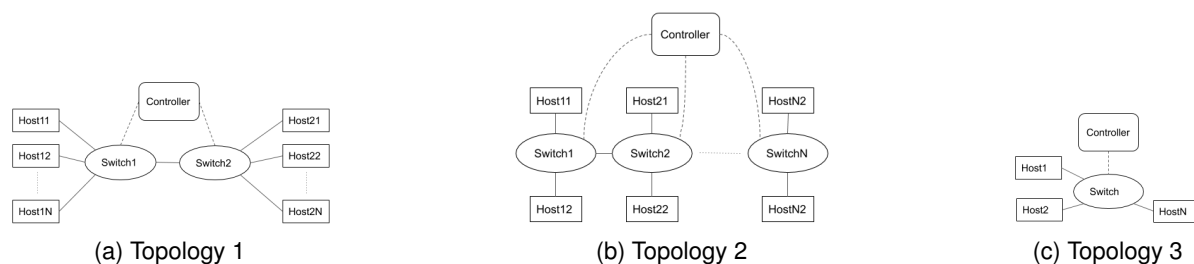 Controller
Host11
Host12
Host1N
Switch1
Switch2
Host21
Host22
Host2N
(a) Topology 1
Controller
Host11
Host21
HostN2
Switch1
Switch2
SwitchN
Host12
Host22
HostN2
(b) Topology 2
Controller
Host1
Host2
Switch
HostN
(c) Topology 3